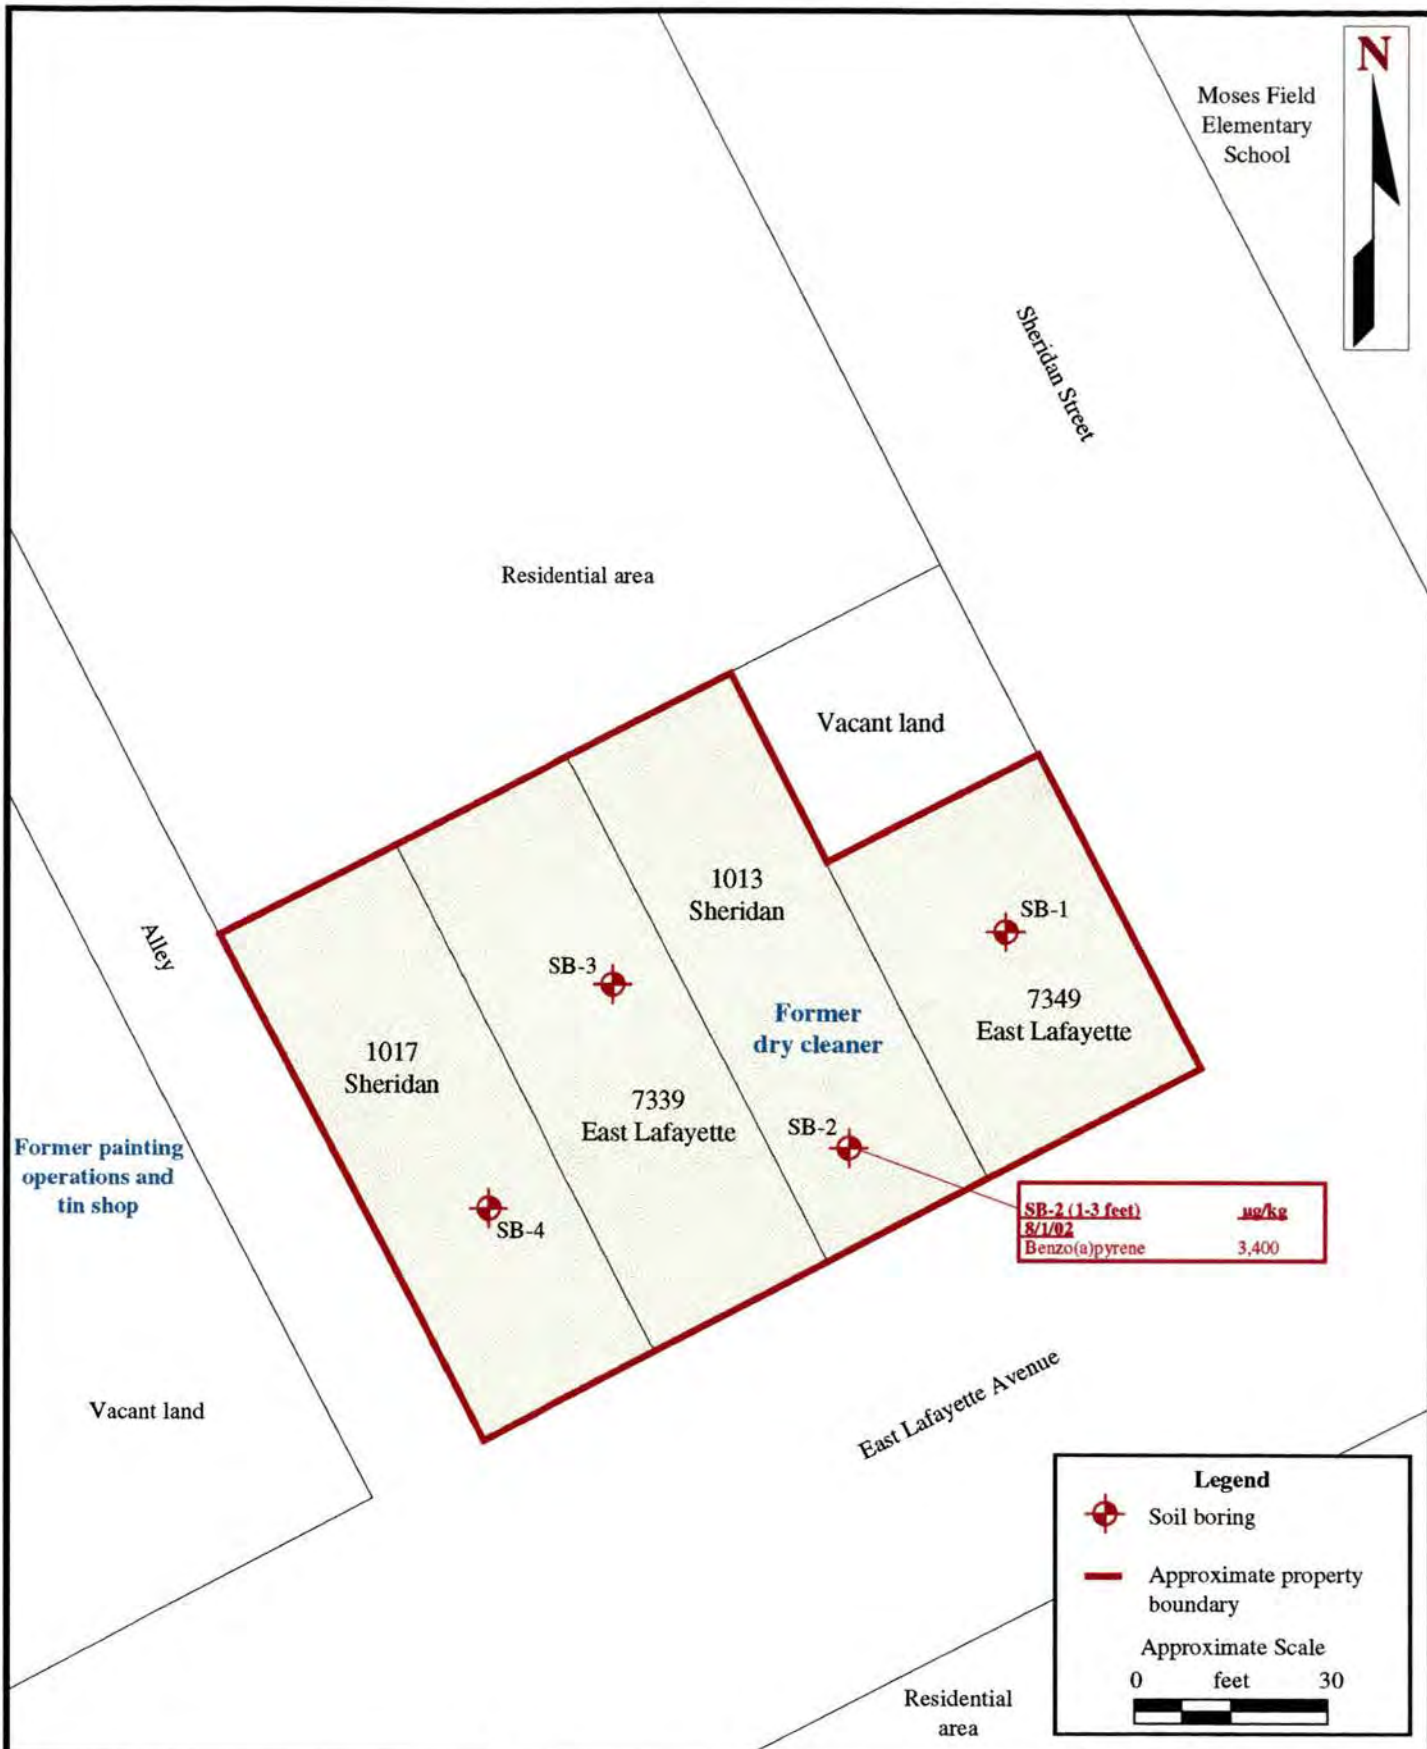 N
Moses Field
Elementary
School
Sheridan Street
Residential area
Vacant land
1013
Sheridan
SB-1
SB-3
Alley
Former
dry cleaner
7349
East Lafayette
1017
Sheridan
7339
East Lafayette
SB-2
Former painting
operations and
tin shop
SB-4
SB-2 (1-3 feet) µg/kg
8/1/02
Benzo(a)pyrene 3,400
East Lafayette Avenue
Vacant land
Legend
Soil boring
Approximate property
boundary
Approximate Scale
0 feet 30
Residential
area